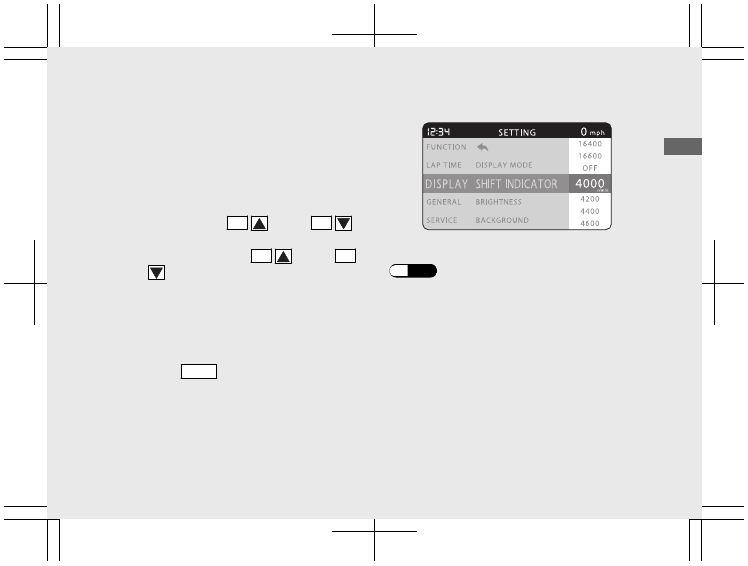 12:34 SETTING 0 mph
FUNCTION 16400
16600
LAP TIME DISPLAY MODE OFF
DISPLAY SHIFT INDICATOR 4000
GENERAL BRIGHTNESS 4200
4400
SERVICE BACKGROUND 4600